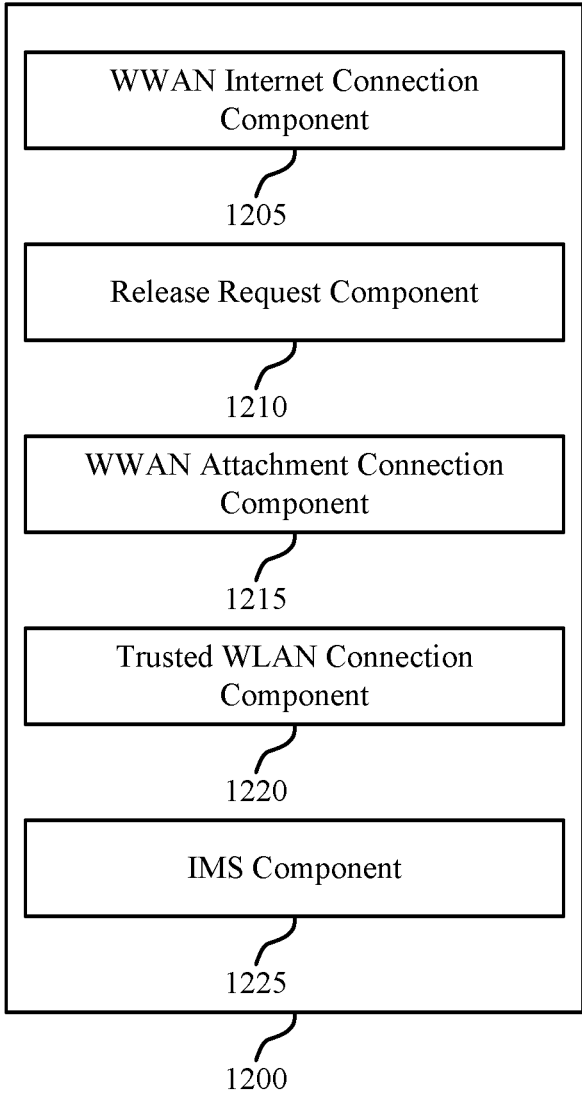 WWAN Internet Connection
Component
1205
Release Request Component
1210
WWAN Attachment Connection
Component
1215
Trusted WLAN Connection
Component
1220
IMS Component
1225
1200